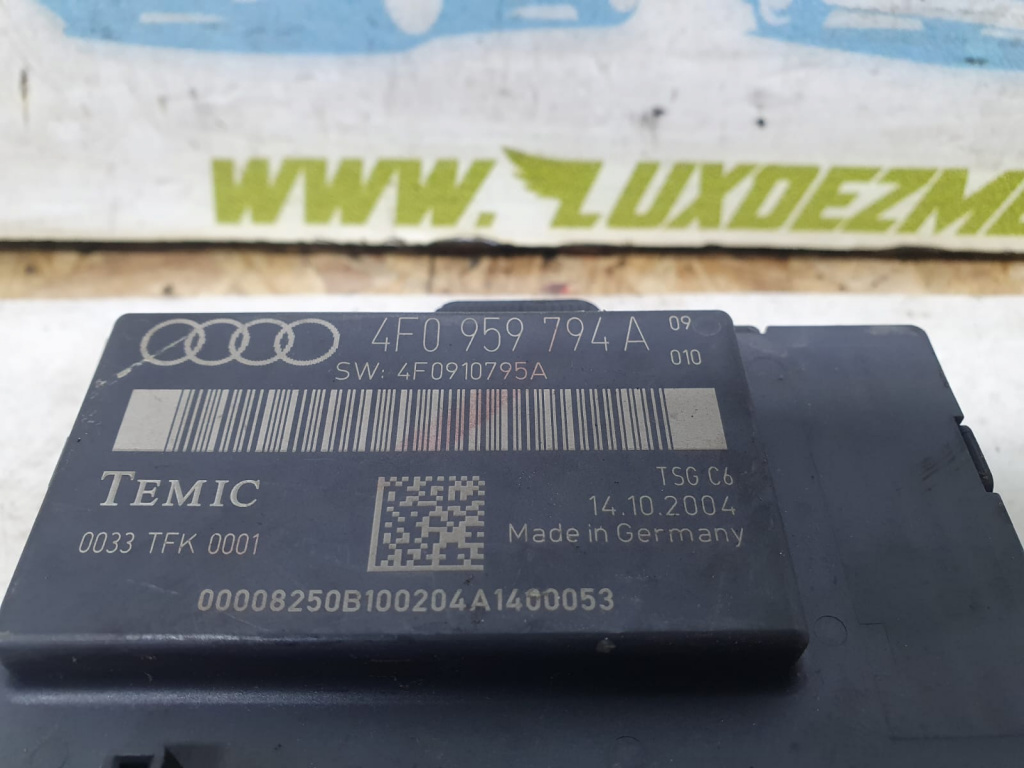 WWW. LUXDEZM
4F0 959 794 A 09
010
SW: 4F0910795A
TEMIC
TSG C6
14.10.2004
0033 TFK 0001
Made in Germany
00008250B100204A1400053